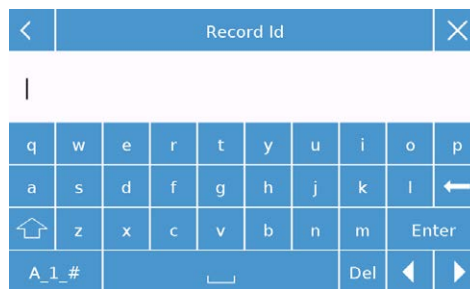 Record Id
q w e r t y u i o p
a s d f g h j k l
z x c v b n m Enter
A_1_# Del